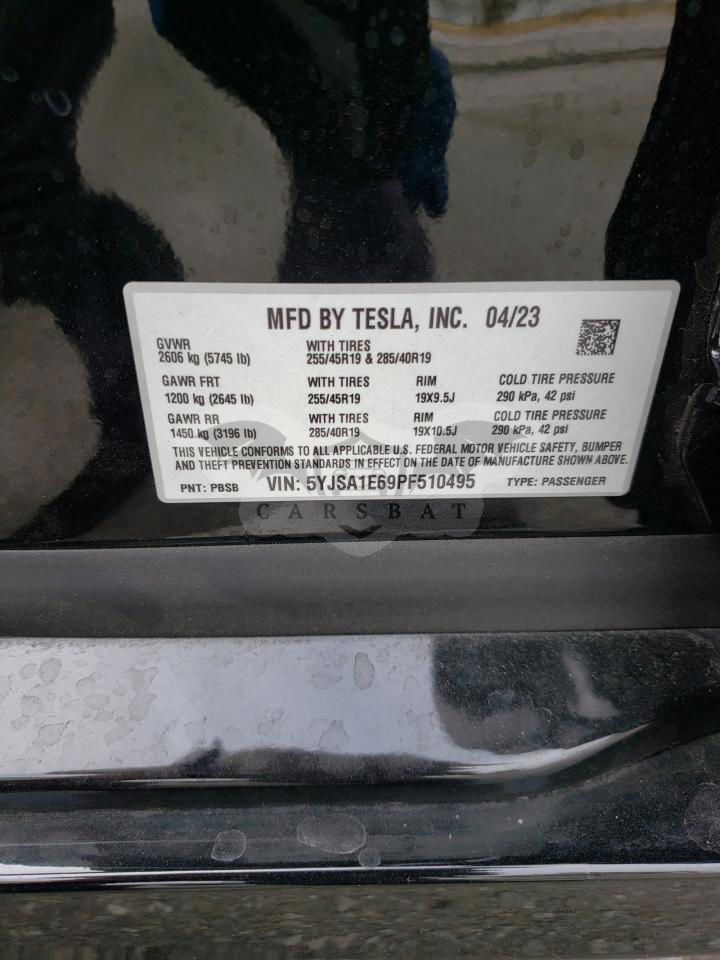 MFD BY TESLA, INC. 04/23
GVWR WITH TIRES
2606 kg (5745 lb) 255/45R19 & 285/40R19
GAWR FRT WITH TIRES RIM COLD TIRE PRESSURE
1200 kg (2645 lb) 255/45R19 19X9.5J 290 kPa, 42 psi
GAWR RR WITH TIRES RIM COLD TIRE PRESSURE
1450 kg (3196 lb) 285/40R19 19X10.5J 290 kPa, 42 psi
THIS VEHICLE CONFORMS TO ALL APPLICABLE U.S. FEDERAL MOTOR VEHICLE SAFETY, BUMPER
AND THEFT PREVENTION STANDARDS IN EFFECT ON THE DATE OF MANUFACTURE SHOWN ABOVE.
PNT: PBSB VIN: 5YJSA1E69PF510495 TYPE: PASSENGER
CARSBAT